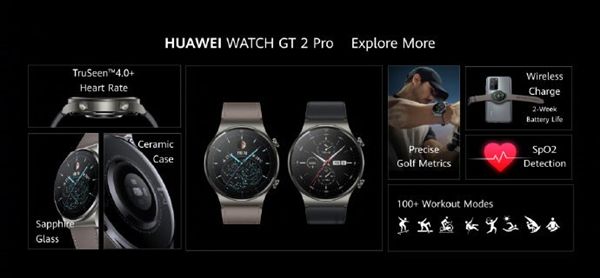 HUAWEI WATCH GT 2 Pro Explore More
TruSeen™4.0+
Heart Rate
Ceramic
Case
Sapphire
Glass
Precise
Golf Metrics
Wireless
Charge
2-Week
Battery Life
SpO2
Detection
100+ Workout Modes